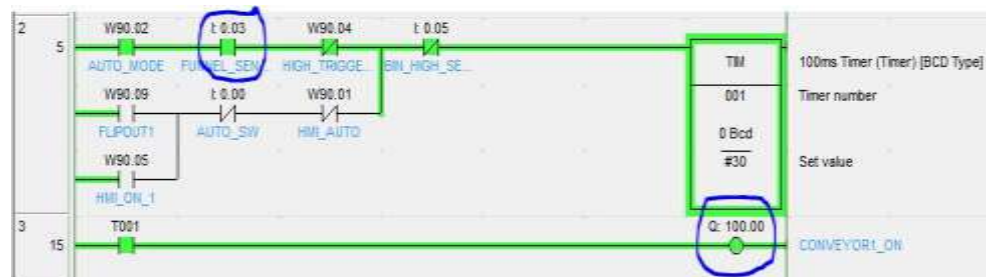 2 W90.02 I: 0.03 W90.04 I: 0.05
5
AUTO_MODE FUNNEL_SEN... HIGH_TRIGGE... BIN_HIGH_SE...
TIM 100ms Timer (Timer) [BCD Type]
W90.09 I: 0.00 W90.01 001 Timer number
FLIPOUT1 AUTO_SW HMI_AUTO
0 Bcd
W90.05 #30 Set value
HMI_ON_1
3 T001 Q: 100.00
15 CONVEYOR1_ON